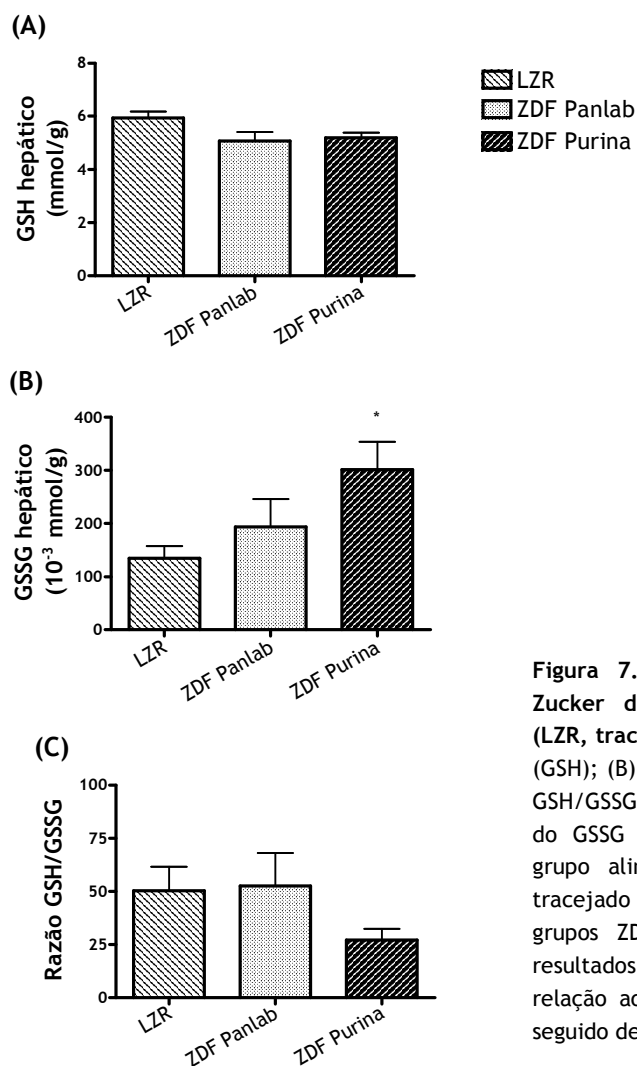 (A)
GSH hepático
(mmol/g)
8
6
4
2
0
LZR
ZDF Panlab
ZDF Purina
LZR
ZDF Panlab
ZDF Purina
(B)
GSSG hepático
(10⁻³ mmol/g)
400
300
200
100
0
*
LZR
ZDF Panlab
ZDF Purina
(C)
Razão GSH/GSSG
100
75
50
25
0
LZR
ZDF Panlab
ZDF Purina
Figura 7.
Zucker d
(LZR, trac
(GSH); (B)
GSH/GSSG
do GSSG
grupo alin
tracejado
grupos ZD
resultados
relação ac
seguido de